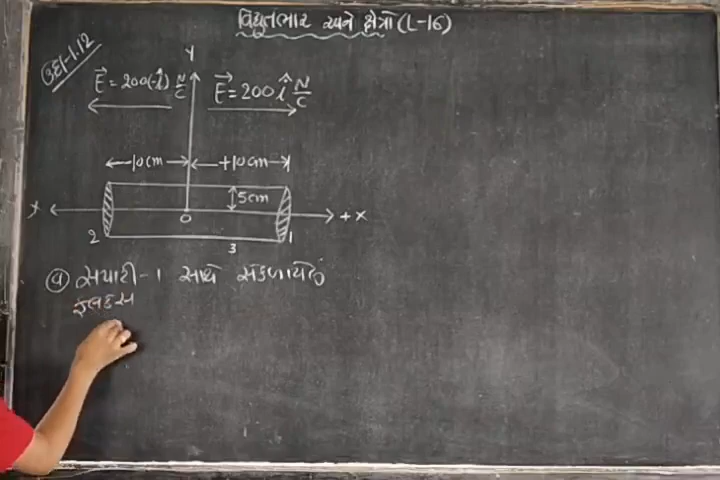 વિદ્યુતભાર અને ક્ષેત્રો (L-16)
ઉદા-1.12
Y
E⃗ = 200(-î) N/C
E⃗ = 200 î N/C
-10cm
+10cm
5cm
X
O
+X
2
3
1
(a) સપાટી-1 સાથે સંકળાયેલું
ફ્લક્સ